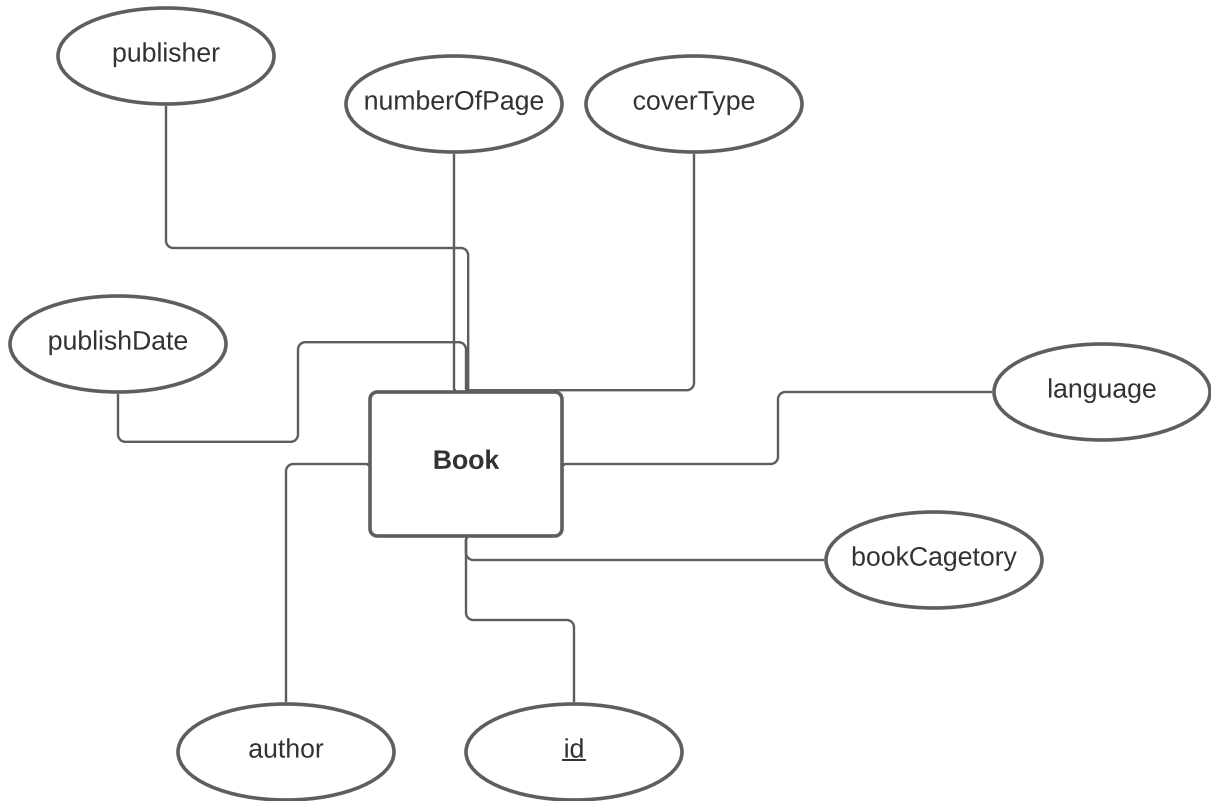 publisher
numberOfPage
coverType
publishDate
language
Book
bookCagetory
author
id